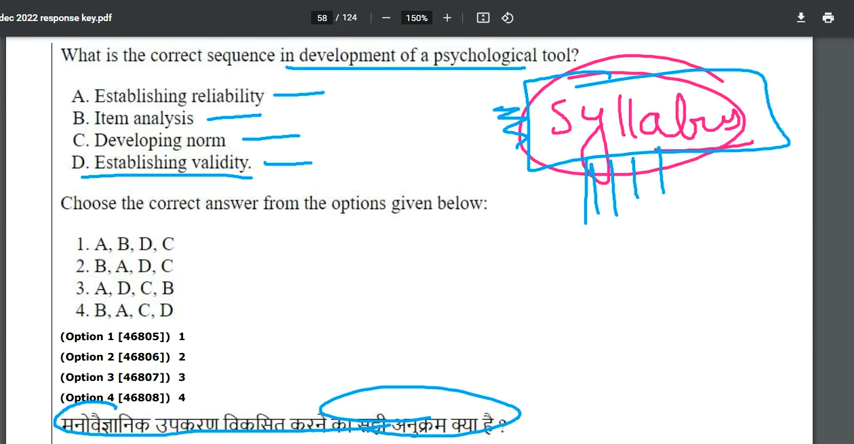 dec 2022 response key.pdf
58 / 124 | − 150% +
What is the correct sequence in development of a psychological tool?
A. Establishing reliability
B. Item analysis
C. Developing norm
D. Establishing validity.
Syllabus
Choose the correct answer from the options given below:
1. A, B, D, C
2. B, A, D, C
3. A, D, C, B
4. B, A, C, D
(Option 1 [46805]) 1
(Option 2 [46806]) 2
(Option 3 [46807]) 3
(Option 4 [46808]) 4
मनोवैज्ञानिक उपकरण विकसित करने का सही अनुक्रम क्या है ?